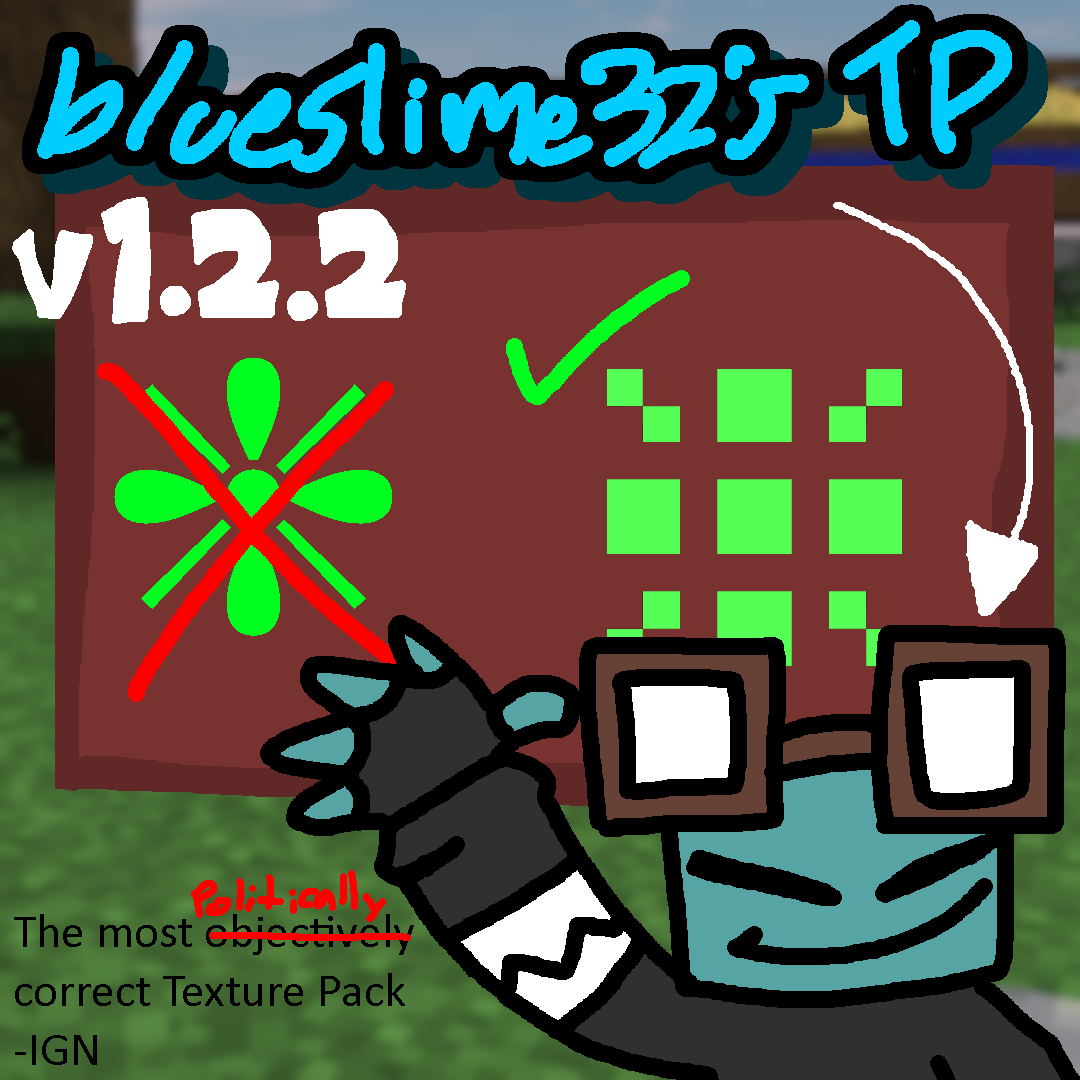 blueslime32's TP
v1.2.2
Politically
The most objectively
correct Texture Pack
-IGN